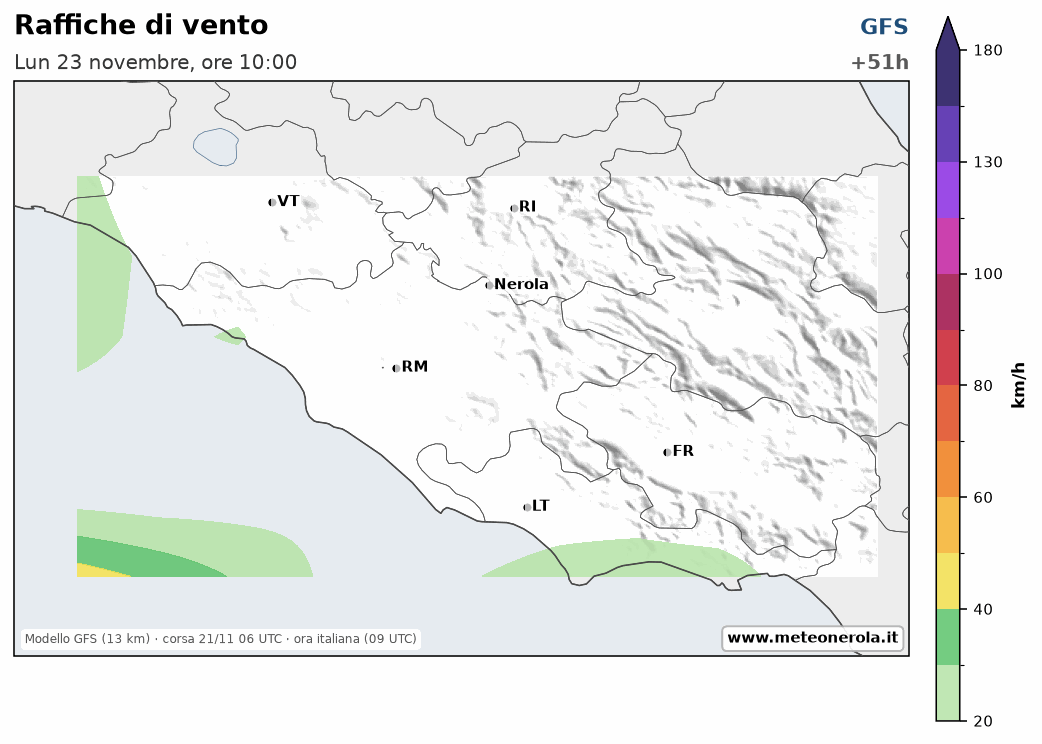 Raffiche di vento
GFS
Lun 23 novembre, ore 10:00
+51h
VT
RI
Nerola
RM
FR
LT
Modello GFS (13 km) · corsa 21/11 06 UTC · ora italiana (09 UTC)
www.meteonerola.it
180
130
100
80
60
40
20
km/h